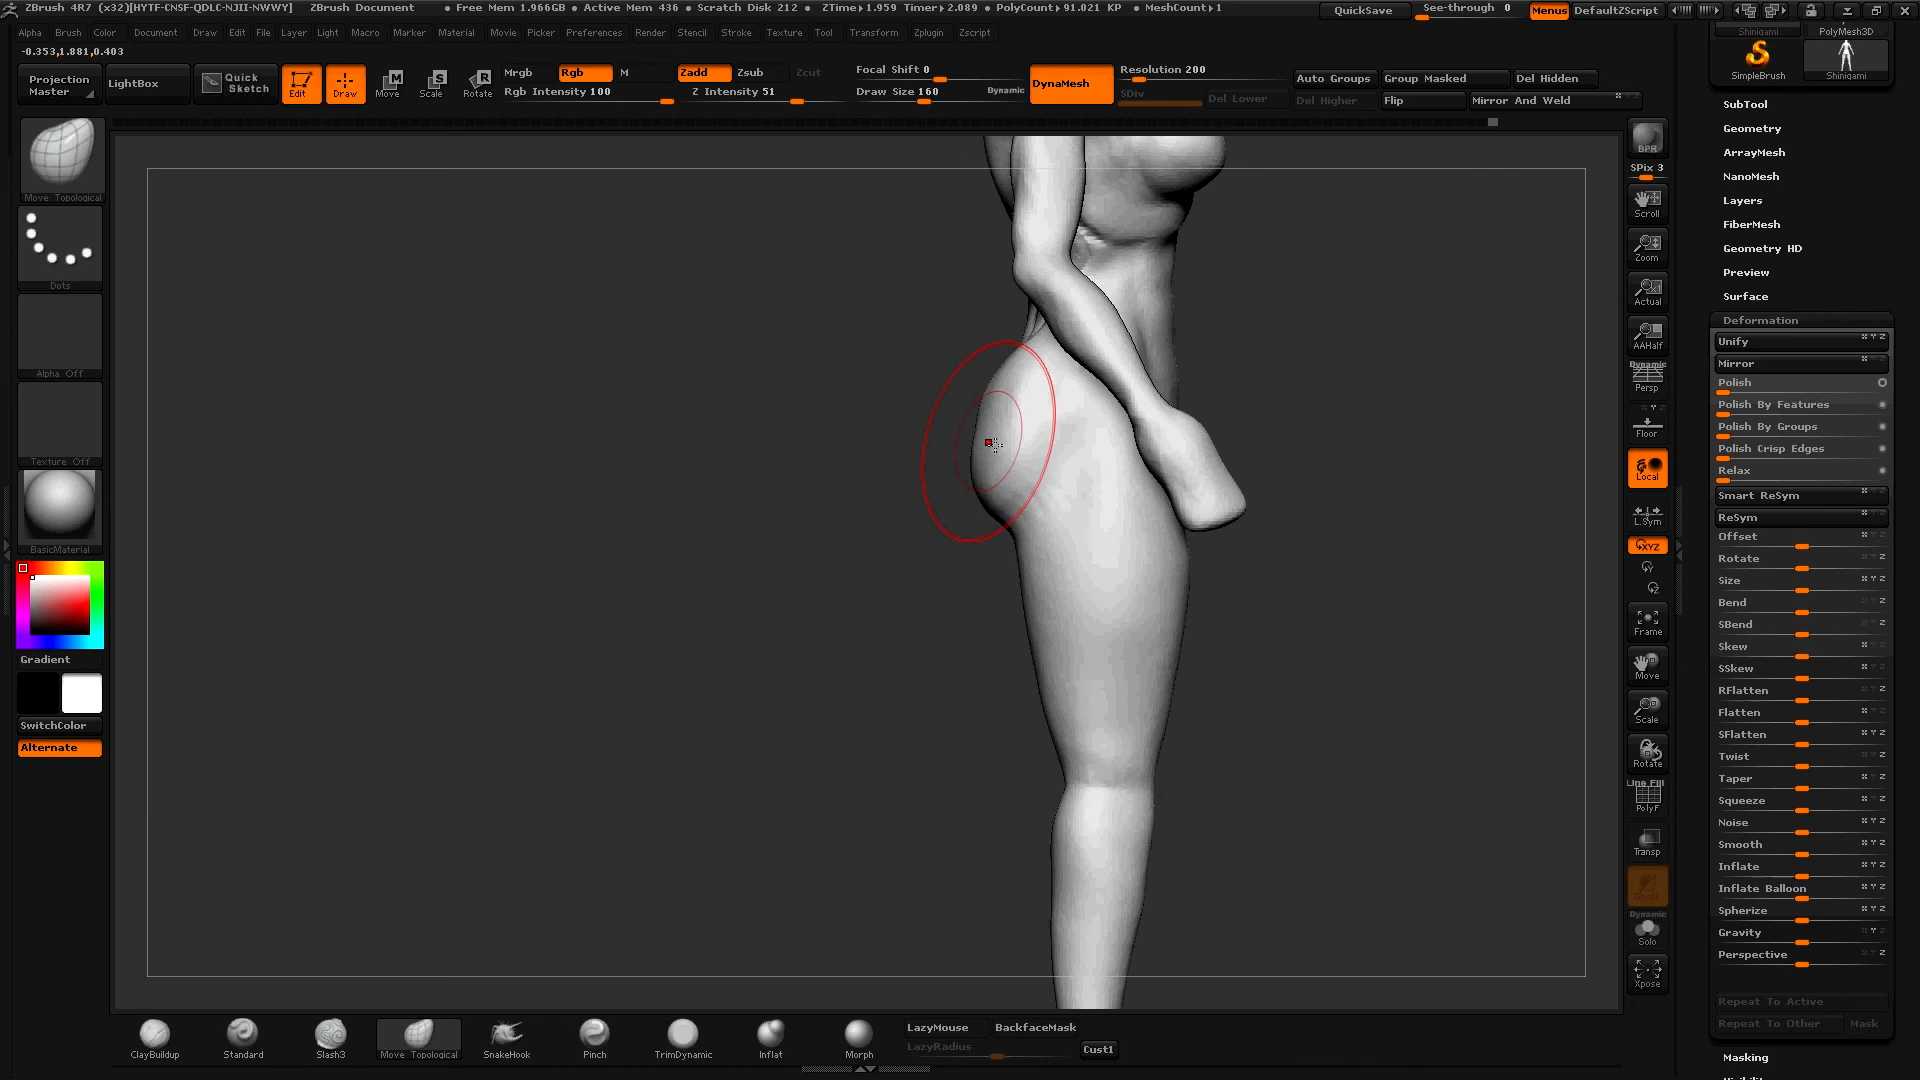 ZBrush 4R7 (x32)[HYTF-CNSF-QDLC-NJII-NWWY] ZBrush Document • Free Mem 1.966GB • Active Mem 436 • Scratch Disk 212 • ZTime▸1.959 Timer▸2.089 • PolyCount▸91.021 KP • MeshCount▸1 QuickSave See-through 0 Menus DefaultZScript
Alpha Brush Color Document Draw Edit File Layer Light Macro Marker Material Movie Picker Preferences Render Stencil Stroke Texture Tool Transform Zplugin Zscript
-0.353,1.881,0.403
Projection Master
LightBox
Quick Sketch
Edit
Draw
Move
Scale
Rotate
Mrgb Rgb M
Rgb Intensity 100
Zadd Zsub Zcut
Z Intensity 51
Focal Shift 0
Draw Size 160 Dynamic
DynaMesh
Resolution 200
SDiv
Del Lower
Auto Groups Group Masked Del Hidden
Del Higher Flip Mirror And Weld
Move Topological
Dots
Alpha Off
Texture Off
BasicMaterial
Gradient
SwitchColor
Alternate
BPR
SPix 3
Scroll
Zoom
Actual
AAHalf
Dynamic
Persp
Floor
Local
L.Sym
XYZ
Frame
Move
Scale
Rotate
Line Fill
PolyF
Transp
Ghost
Dynamic
Solo
Xpose
Shinigami PolyMesh3D
SimpleBrush Shinigami
SubTool
Geometry
ArrayMesh
NanoMesh
Layers
FiberMesh
Geometry HD
Preview
Surface
Deformation
Unify
Mirror
Polish
Polish By Features
Polish By Groups
Polish Crisp Edges
Relax
Smart ReSym
ReSym
Offset
Rotate
Size
Bend
SBend
Skew
SSkew
RFlatten
Flatten
SFlatten
Twist
Taper
Squeeze
Noise
Smooth
Inflate
Inflate Balloon
Spherize
Gravity
Perspective
Repeat To Active
Repeat To Other Mask
Masking
ClayBuildup
Standard
Slash3
Move Topological
SnakeHook
Pinch
TrimDynamic
Inflat
Morph
LazyMouse BackfaceMask
LazyRadius Cust1